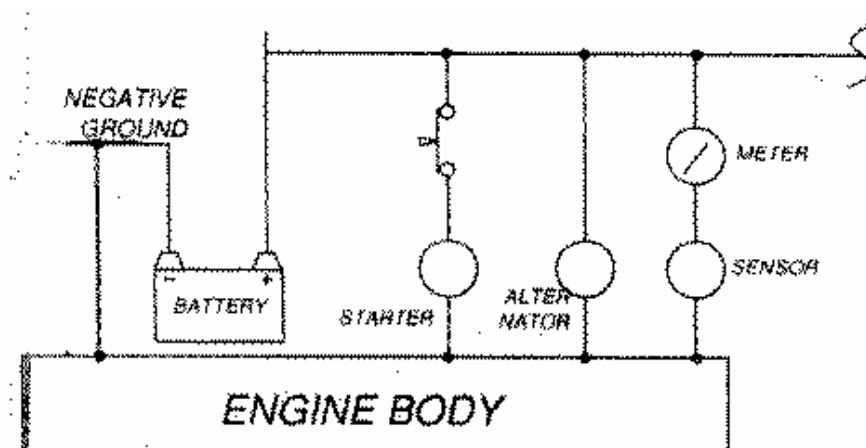 NEGATIVE
GROUND
METER
SENSOR
- +
BATTERY
STARTER
ALTER
NATOR
ENGINE BODY